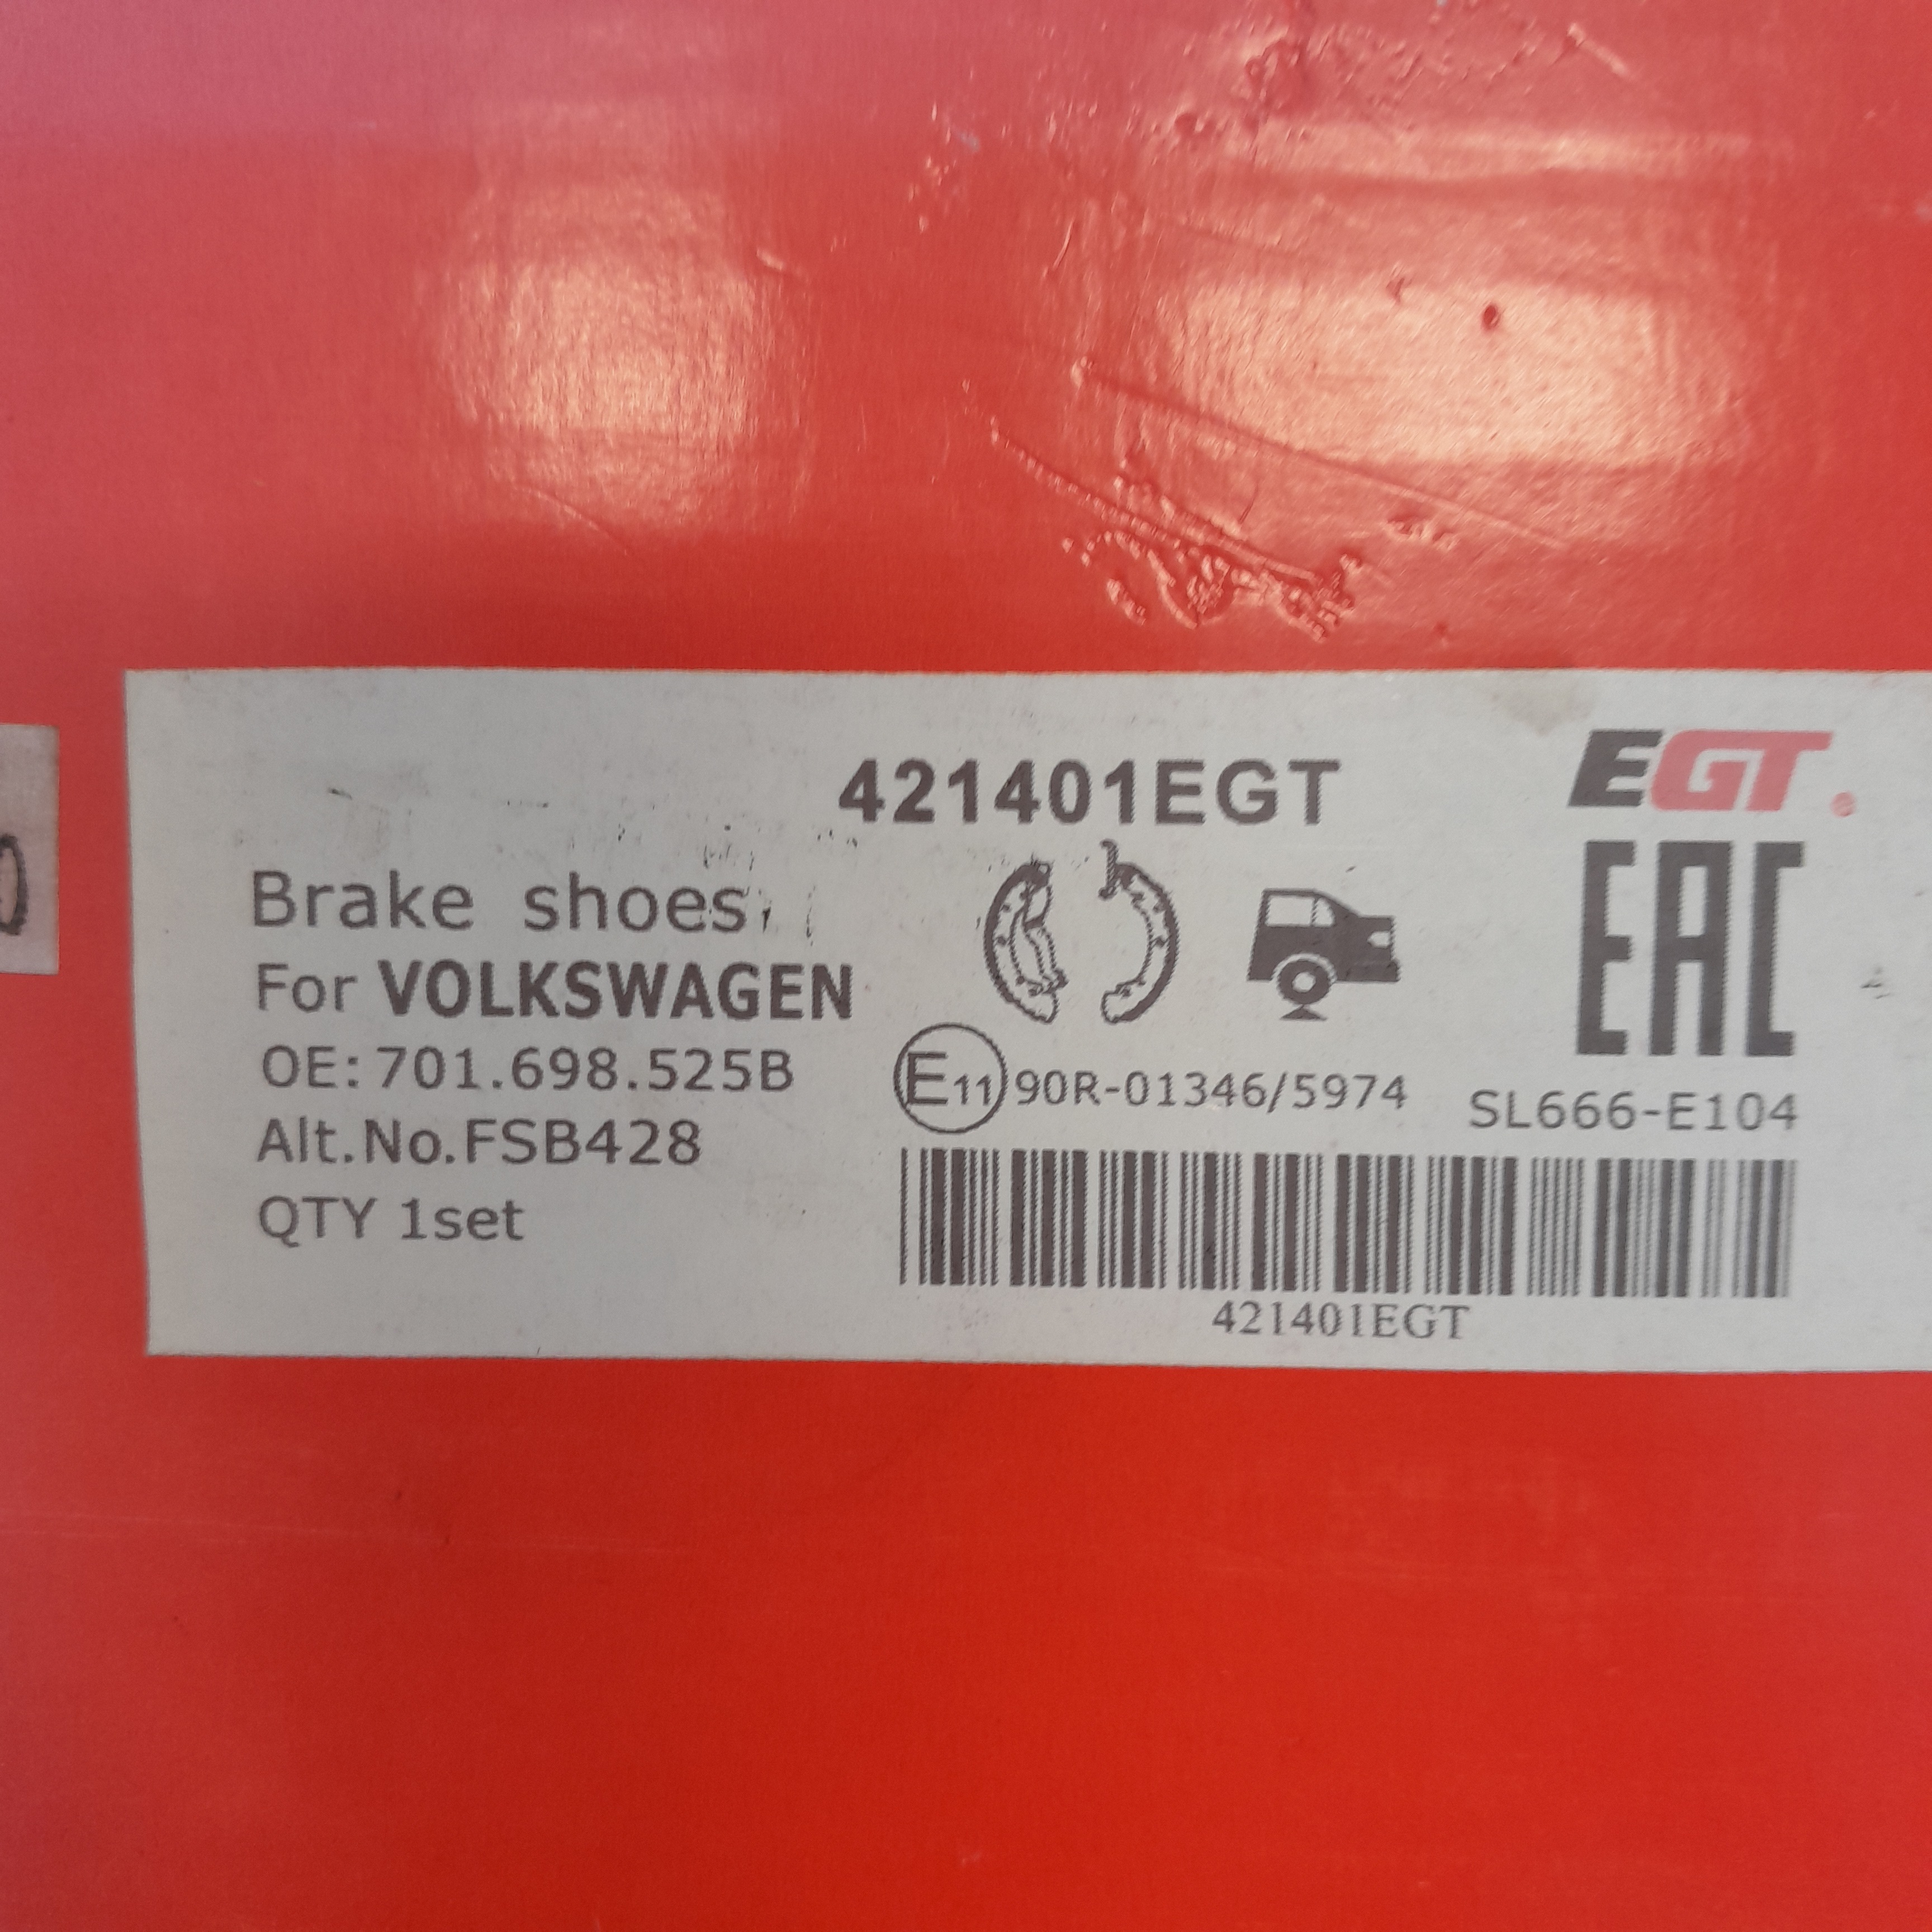 421401EGT
EGT
EAC
Brake shoes
For VOLKSWAGEN
OE:701.698.525B
Alt.No.FSB428
QTY 1set
E11 90R-01346/5974
SL666-E104
421401EGT